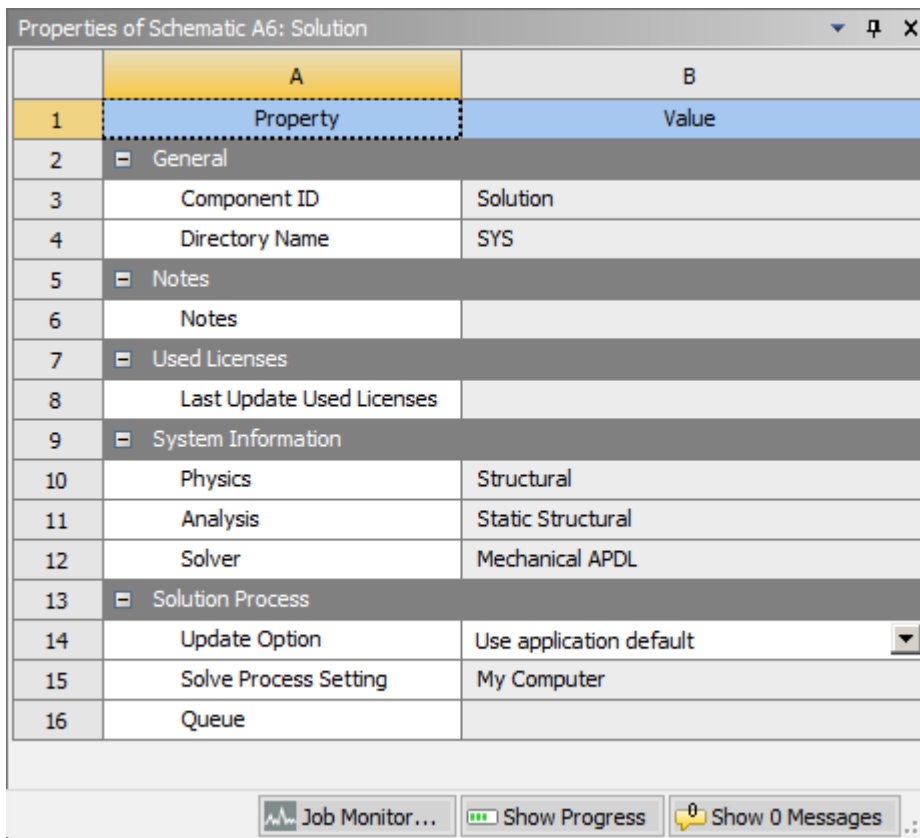 Properties of Schematic A6: Solution
A B
1 Property Value
2 General
3 Component ID Solution
4 Directory Name SYS
5 Notes
6 Notes
7 Used Licenses
8 Last Update Used Licenses
9 System Information
10 Physics Structural
11 Analysis Static Structural
12 Solver Mechanical APDL
13 Solution Process
14 Update Option Use application default
15 Solve Process Setting My Computer
16 Queue
Job Monitor... Show Progress 0 Show 0 Messages